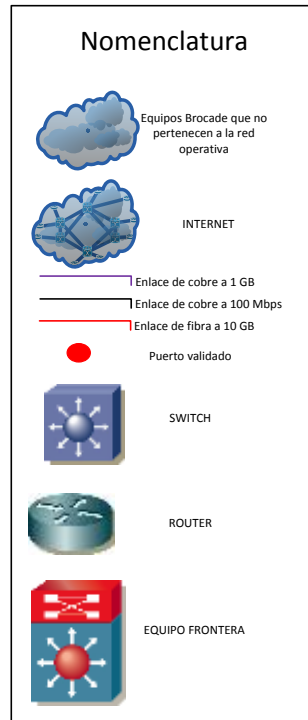 Nomenclatura
Equipos Brocade que no
pertenecen a la red
operativa
INTERNET
Enlace de cobre a 1 GB
Enlace de cobre a 100 Mbps
Enlace de fibra a 10 GB
Puerto validado
SWITCH
ROUTER
EQUIPO FRONTERA